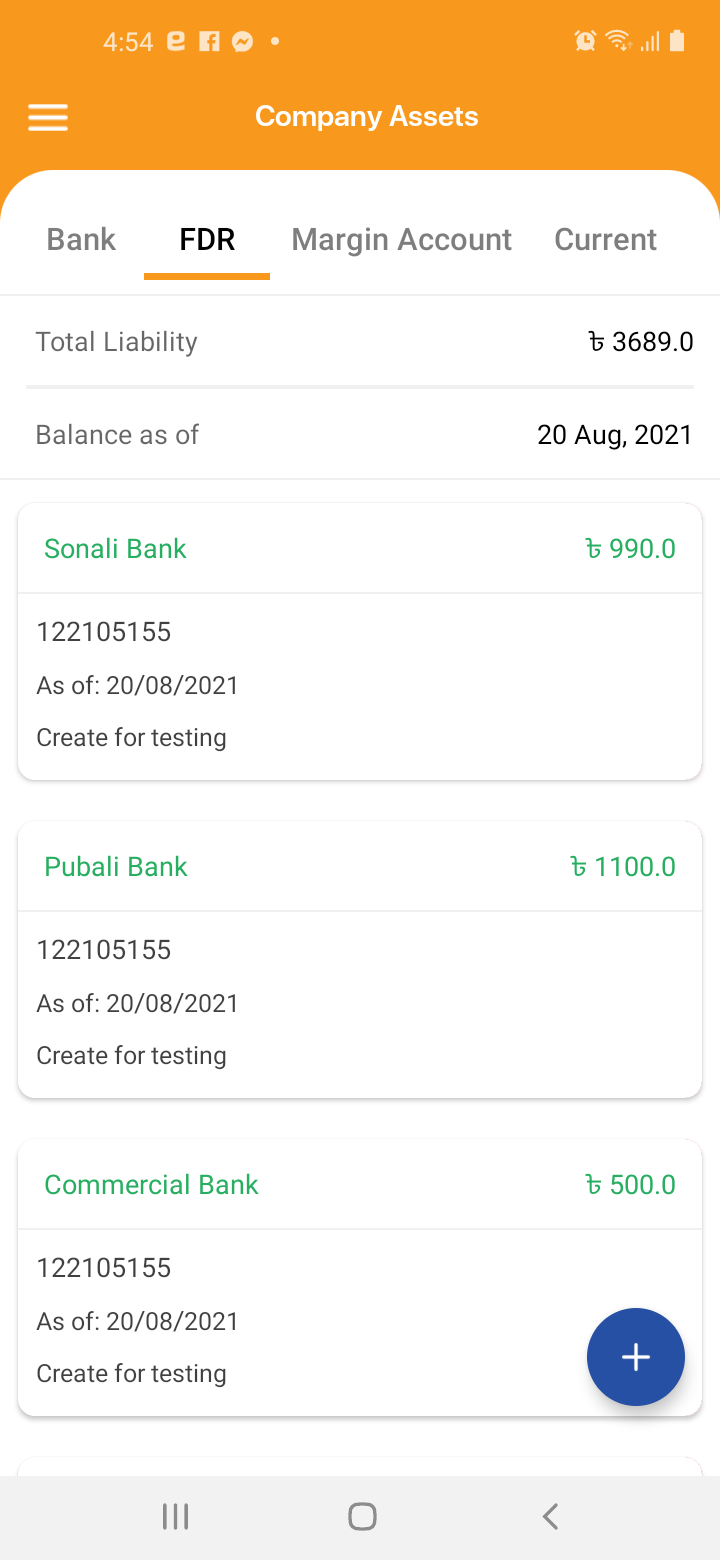 4:54
Company Assets
Bank FDR Margin Account Current
Total Liability ৳ 3689.0
Balance as of 20 Aug, 2021
Sonali Bank ৳ 990.0
122105155
As of: 20/08/2021
Create for testing
Pubali Bank ৳ 1100.0
122105155
As of: 20/08/2021
Create for testing
Commercial Bank ৳ 500.0
122105155
As of: 20/08/2021
Create for testing